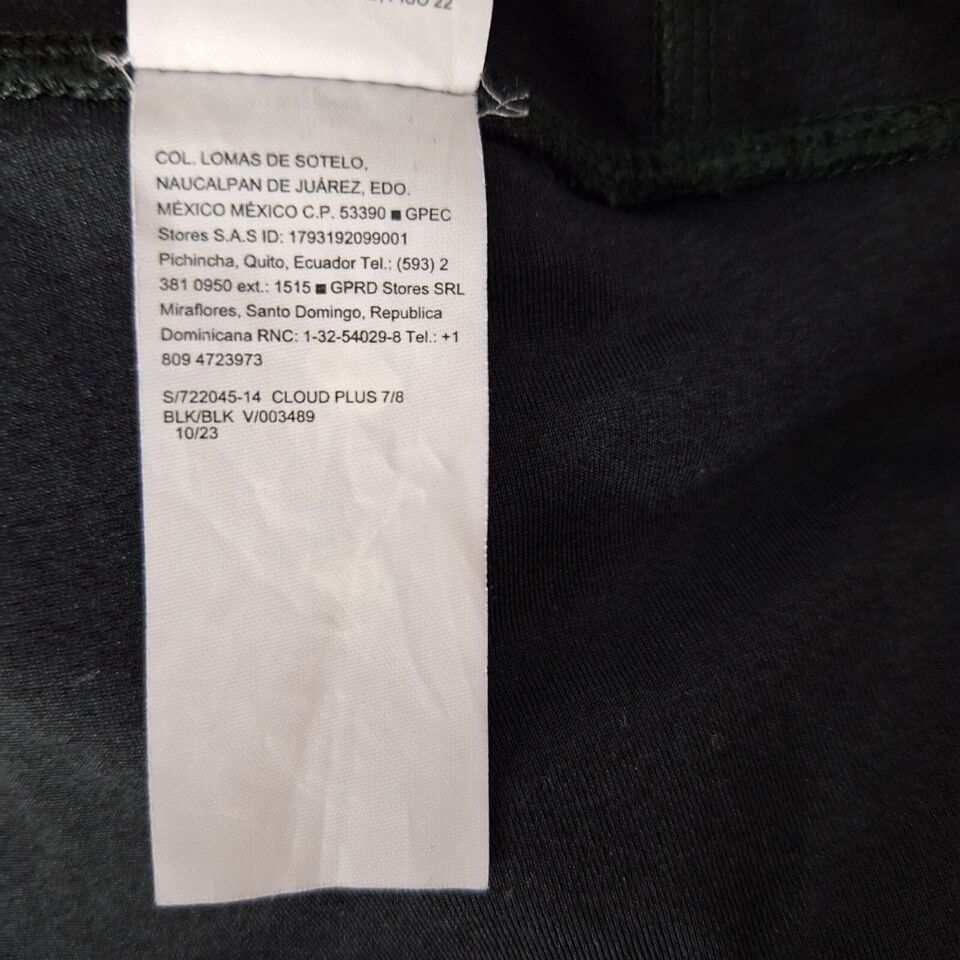 22
COL. LOMAS DE SOTELO,
NAUCALPAN DE JUÁREZ, EDO.
MÉXICO MÉXICO C.P. 53390 ■ GPEC
Stores S.A.S ID: 1793192099001
Pichincha, Quito, Ecuador Tel.: (593) 2
381 0950 ext.: 1515 ■ GPRD Stores SRL
Miraflores, Santo Domingo, Republica
Dominicana RNC: 1-32-54029-8 Tel.: +1
809 4723973
S/722045-14 CLOUD PLUS 7/8
BLK/BLK V/003489
10/23